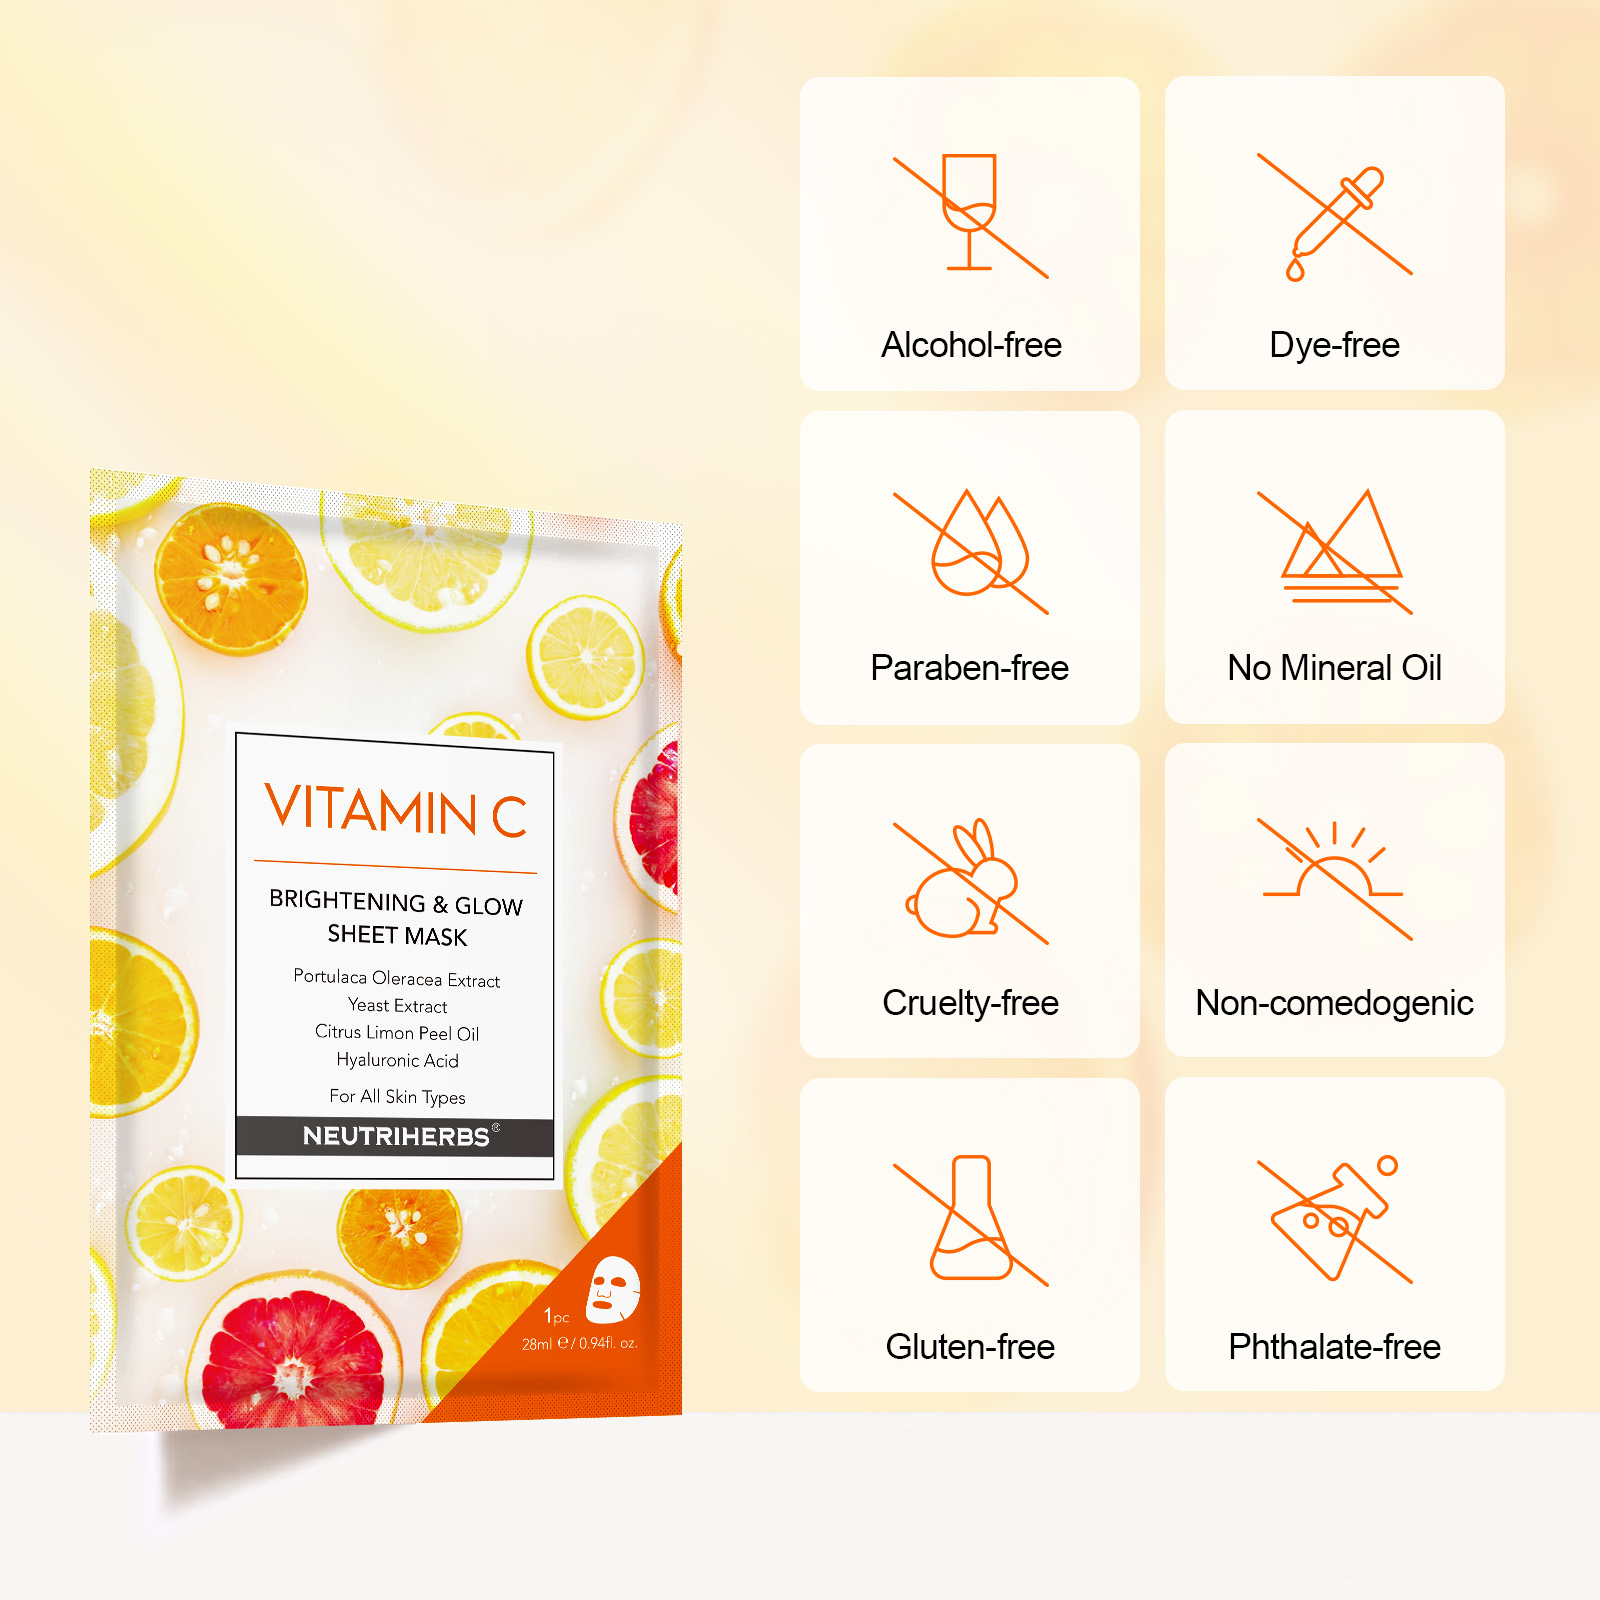 VITAMIN C
BRIGHTENING & GLOW
SHEET MASK
Portulaca Oleracea Extract
Yeast Extract
Citrus Limon Peel Oil
Hyaluronic Acid
For All Skin Types
NEUTRIHERBS®
1pc
28ml ℮/ 0.94fl. oz.
Alcohol-free
Dye-free
Paraben-free
No Mineral Oil
Cruelty-free
Non-comedogenic
Gluten-free
Phthalate-free